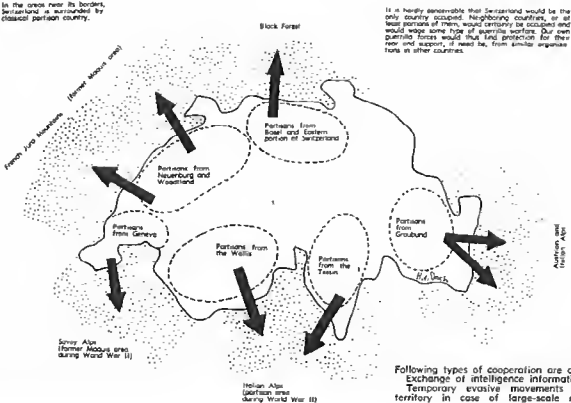 In the areas near its borders,
Switzerland is surrounded by
classical partisan country.
It is hardly conceivable that Switzerland would be the
only country occupied. Neighboring countries, or at
least portions of them, would certainly be occupied and
would wage some type of guerrilla warfare. Our own
guerrilla forces would thus find protection for their
rear and support, if need be, from similar organiza-
tions in other countries.
Black Forest
French Jura Mountains (former Maquis area)
Partisans from
Basel and Eastern
portion of Switzerland
Partisans from
Neuenburg and
Waadtland
Partisans
from Geneva
Partisans from
the Wallis
Partisans
from the
Tessin
Partisans
from
Graubund
Austrian and
Italian Alps
H.v.Dach
Savoy Alps
(former Maquis area
during World War II)
Italian Alps
(partisan area
during World War II)
Following types of cooperation are
Exchange of intelligence informati
Temporary evasive movements
territory in case of large-scale